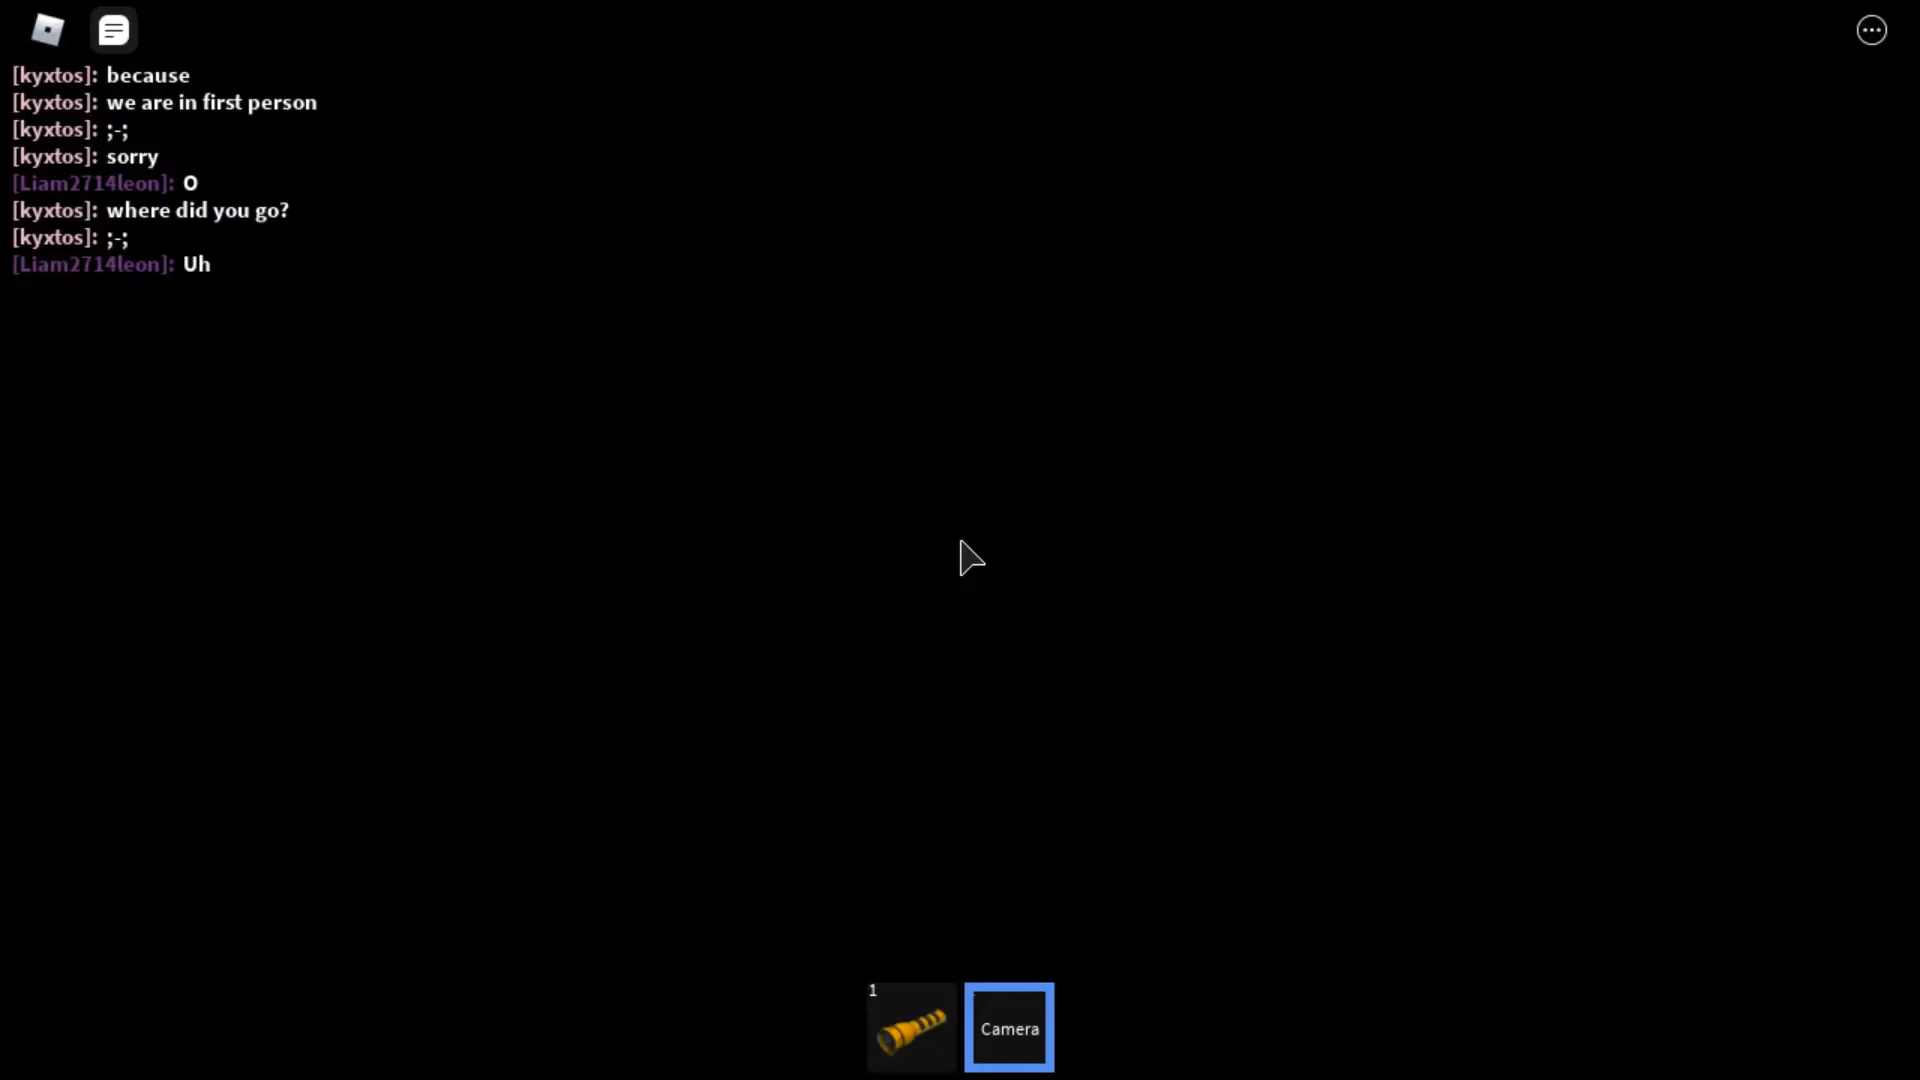 [kyxtos]: because
[kyxtos]: we are in first person
[kyxtos]: ;-;
[kyxtos]: sorry
[Liam2714leon]: O
[kyxtos]: where did you go?
[kyxtos]: ;-;
[Liam2714leon]: Uh
1
Camera